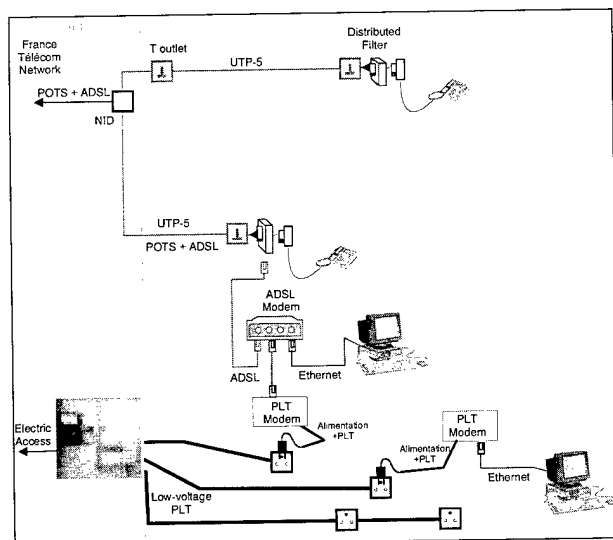 France
Télécom
Network
T outlet
Distributed
Filter
UTP-5
POTS + ADSL
NID
UTP-5
POTS + ADSL
ADSL
Modem
ADSL
Ethernet
PLT
Modem
Alimentation
+PLT
PLT
Modem
Alimentation
+PLT
Electric
Access
Ethernet
Low-voltage
PLT